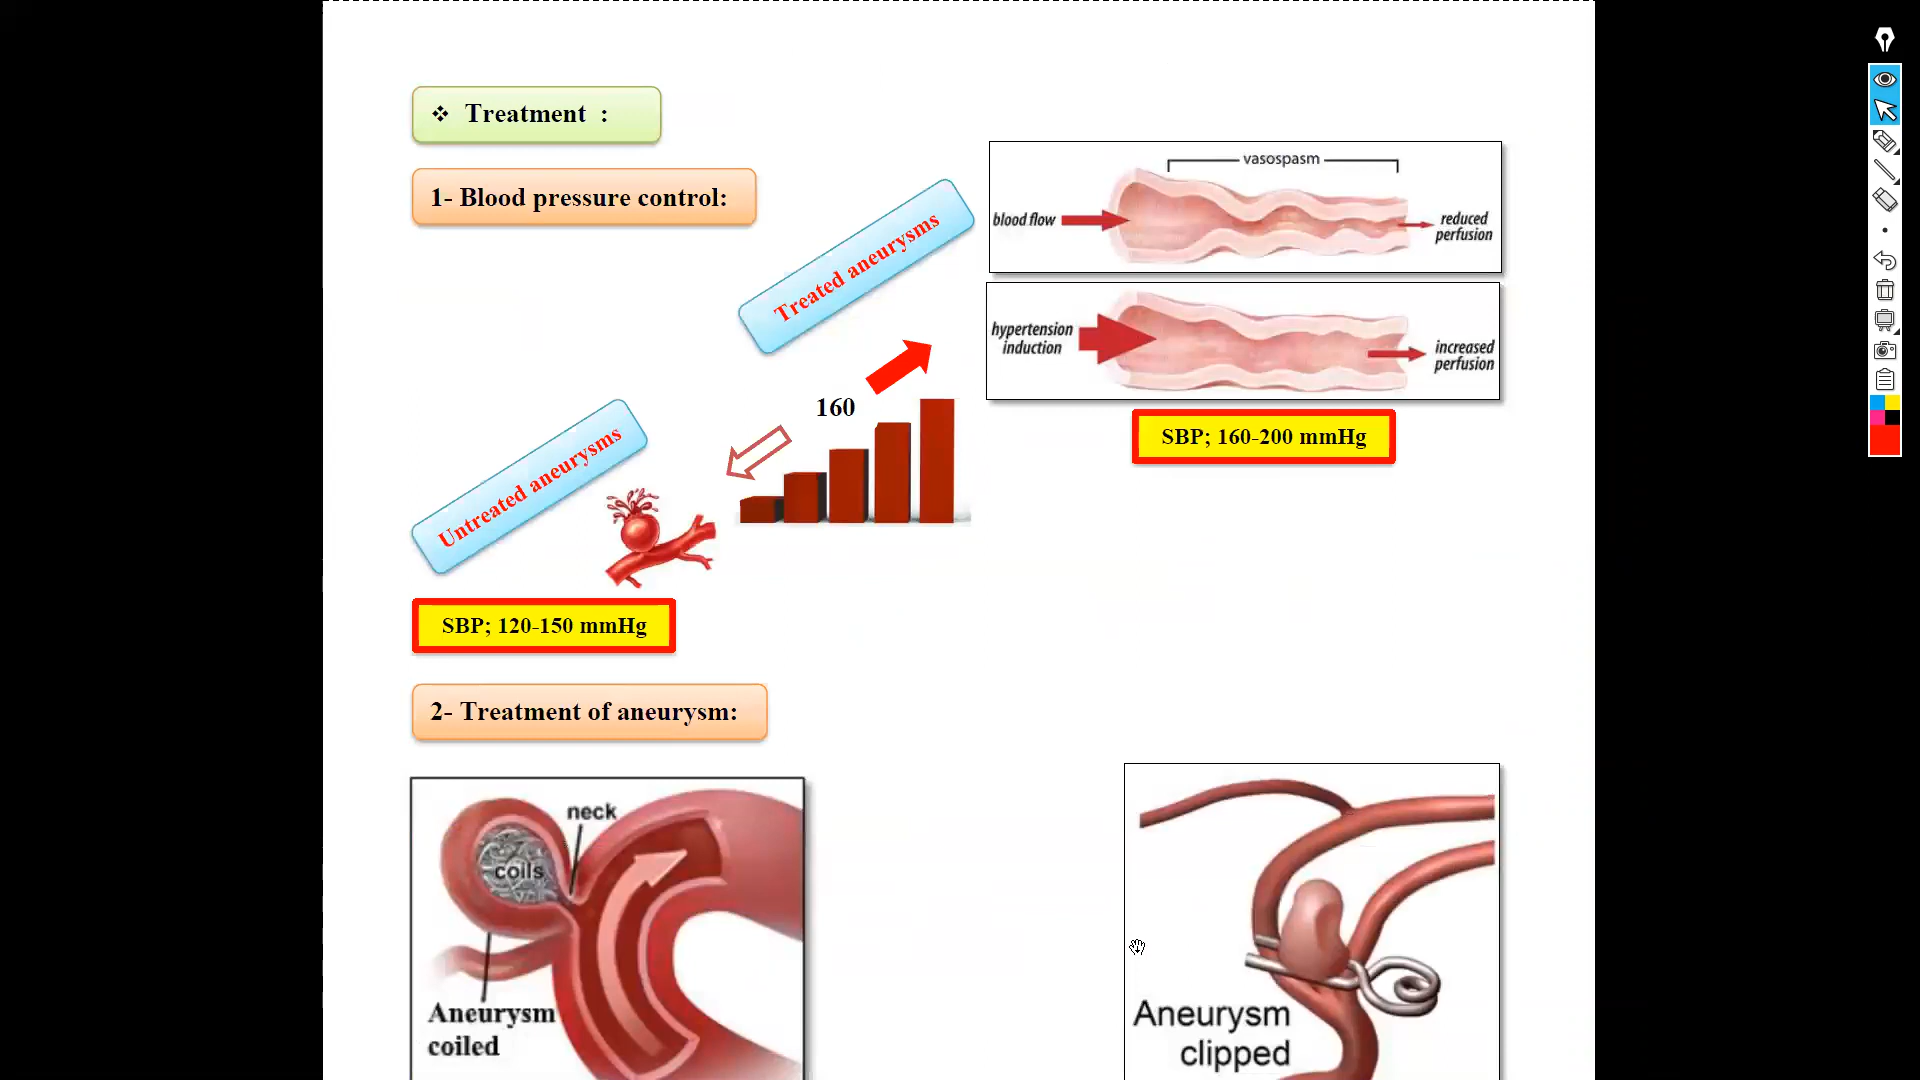 ❖ Treatment :
1- Blood pressure control:
vasospasm
blood flow
reduced
perfusion
Treated aneurysms
hypertension
induction
increased
perfusion
160
SBP; 160-200 mmHg
Untreated aneurysms
SBP; 120-150 mmHg
2- Treatment of aneurysm:
neck
coils
Aneurysm
coiled
Aneurysm
clipped